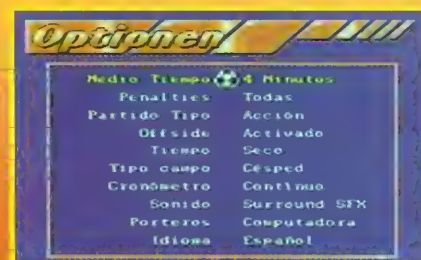 Optionen
Medio Tiempo 4 Minutos
Penalties Todas
Partido Tipo Acción
Offside Activado
Tiempo Seco
Tipo campo Césped
Cronómetro Continuo
Sonido Surround SFX
Porteros Computadora
Idioma Español